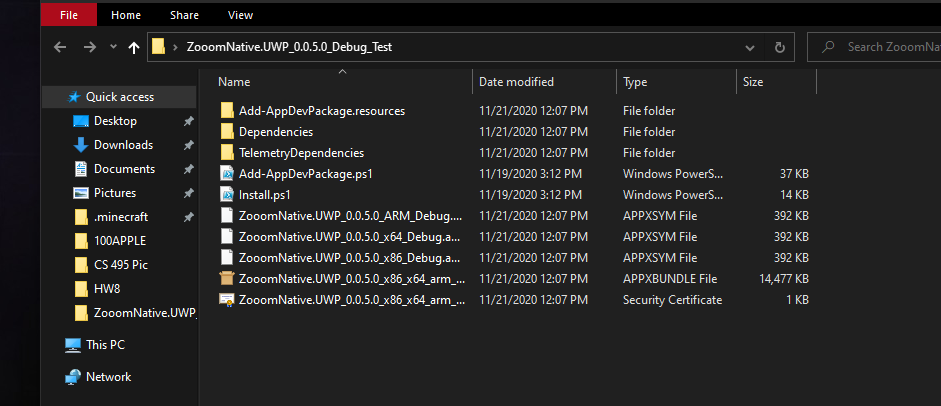 File Home Share View
ZooomNative.UWP_0.0.5.0_Debug_Test Search ZooomNa
Name Date modified Type Size
Quick access
Desktop
Downloads
Documents
Pictures
.minecraft
100APPLE
CS 495 Pic
HW8
ZooomNative.UWP_
This PC
Network
Add-AppDevPackage.resources 11/21/2020 12:07 PM File folder
Dependencies 11/21/2020 12:07 PM File folder
TelemetryDependencies 11/21/2020 12:07 PM File folder
Add-AppDevPackage.ps1 11/19/2020 3:12 PM Windows PowerS... 37 KB
Install.ps1 11/19/2020 3:12 PM Windows PowerS... 14 KB
ZooomNative.UWP_0.0.5.0_ARM_Debug.... 11/21/2020 12:07 PM APPXSYM File 392 KB
ZooomNative.UWP_0.0.5.0_x64_Debug.a... 11/21/2020 12:07 PM APPXSYM File 392 KB
ZooomNative.UWP_0.0.5.0_x86_Debug.a... 11/21/2020 12:07 PM APPXSYM File 392 KB
ZooomNative.UWP_0.0.5.0_x86_x64_arm_... 11/21/2020 12:07 PM APPXBUNDLE File 14,477 KB
ZooomNative.UWP_0.0.5.0_x86_x64_arm_... 11/21/2020 12:07 PM Security Certificate 1 KB